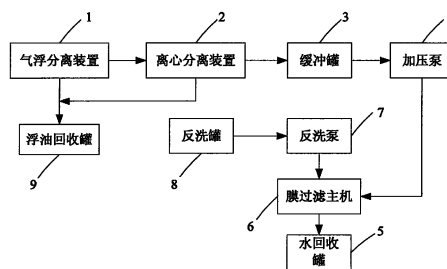 1
2
3
气浮分离装置
离心分离装置
缓冲罐
加压泵
7
浮油回收罐
反洗罐
反洗泵
9
8
膜过滤主机
6
5
水回收
罐